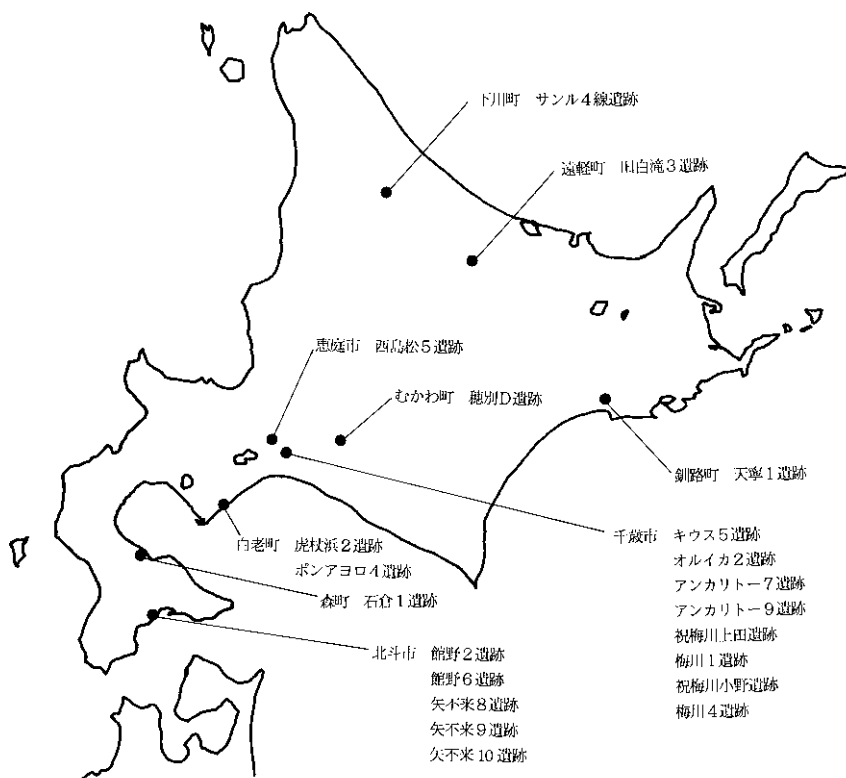 下川町　サンル４線遺跡
遠軽町　旧白滝３遺跡
恵庭市　西島松５遺跡
むかわ町　穂別Ｄ遺跡
釧路町　天寧１遺跡
千歳市　キウス５遺跡
オルイカ２遺跡
アンカリトー７遺跡
アンカリトー９遺跡
祝梅川上田遺跡
梅川１遺跡
祝梅川小野遺跡
梅川４遺跡
白老町　虎杖浜２遺跡
ポンアヨロ４遺跡
森町　石倉１遺跡
北斗市　館野２遺跡
館野６遺跡
矢不来８遺跡
矢不来９遺跡
矢不来10遺跡